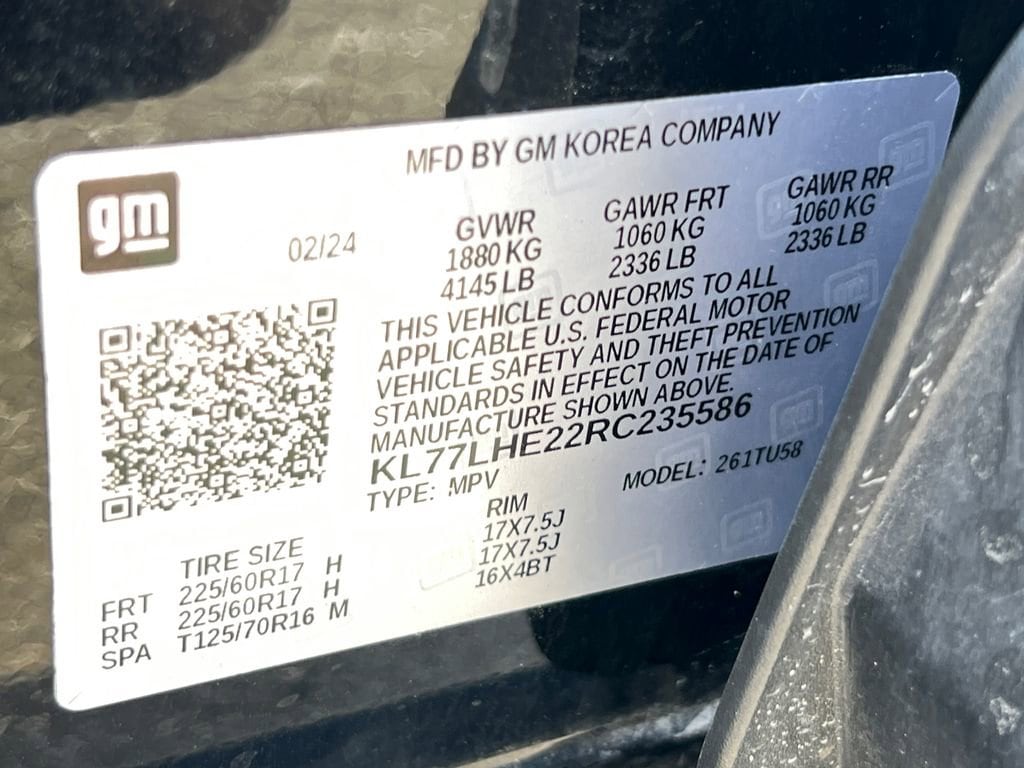 MFD BY GM KOREA COMPANY
gm
02/24
GVWR GAWR FRT GAWR RR
1880 KG 1060 KG 1060 KG
4145 LB 2336 LB 2336 LB
THIS VEHICLE CONFORMS TO ALL
APPLICABLE U.S. FEDERAL MOTOR
VEHICLE SAFETY AND THEFT PREVENTION
STANDARDS IN EFFECT ON THE DATE OF
MANUFACTURE SHOWN ABOVE.
KL77LHE22RC235586
TYPE: MPV MODEL: 261TU58
TIRE SIZE RIM
FRT 225/60R17 H 17X7.5J
RR 225/60R17 H 17X7.5J
SPA T125/70R16 M 16X4BT